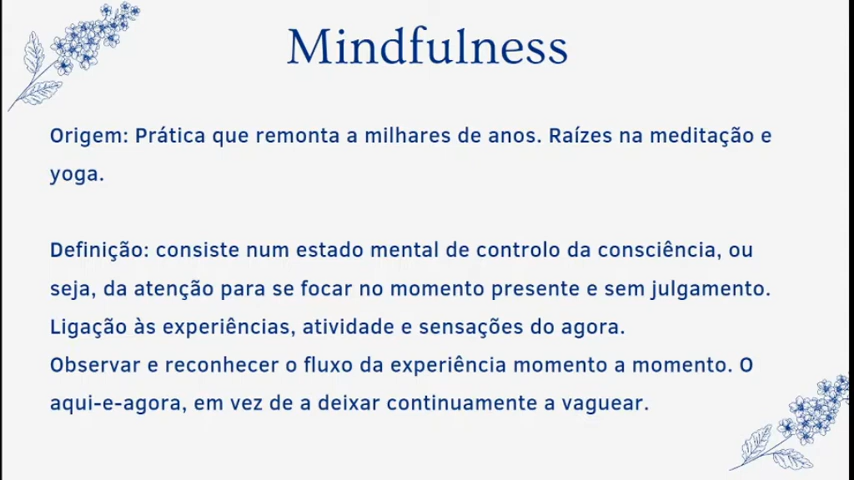 Mindfulness
Origem: Prática que remonta a milhares de anos. Raízes na meditação e
yoga.
Definição: consiste num estado mental de controlo da consciência, ou
seja, da atenção para se focar no momento presente e sem julgamento.
Ligação às experiências, atividade e sensações do agora.
Observar e reconhecer o fluxo da experiência momento a momento. O
aqui-e-agora, em vez de a deixar continuamente a vaguear.